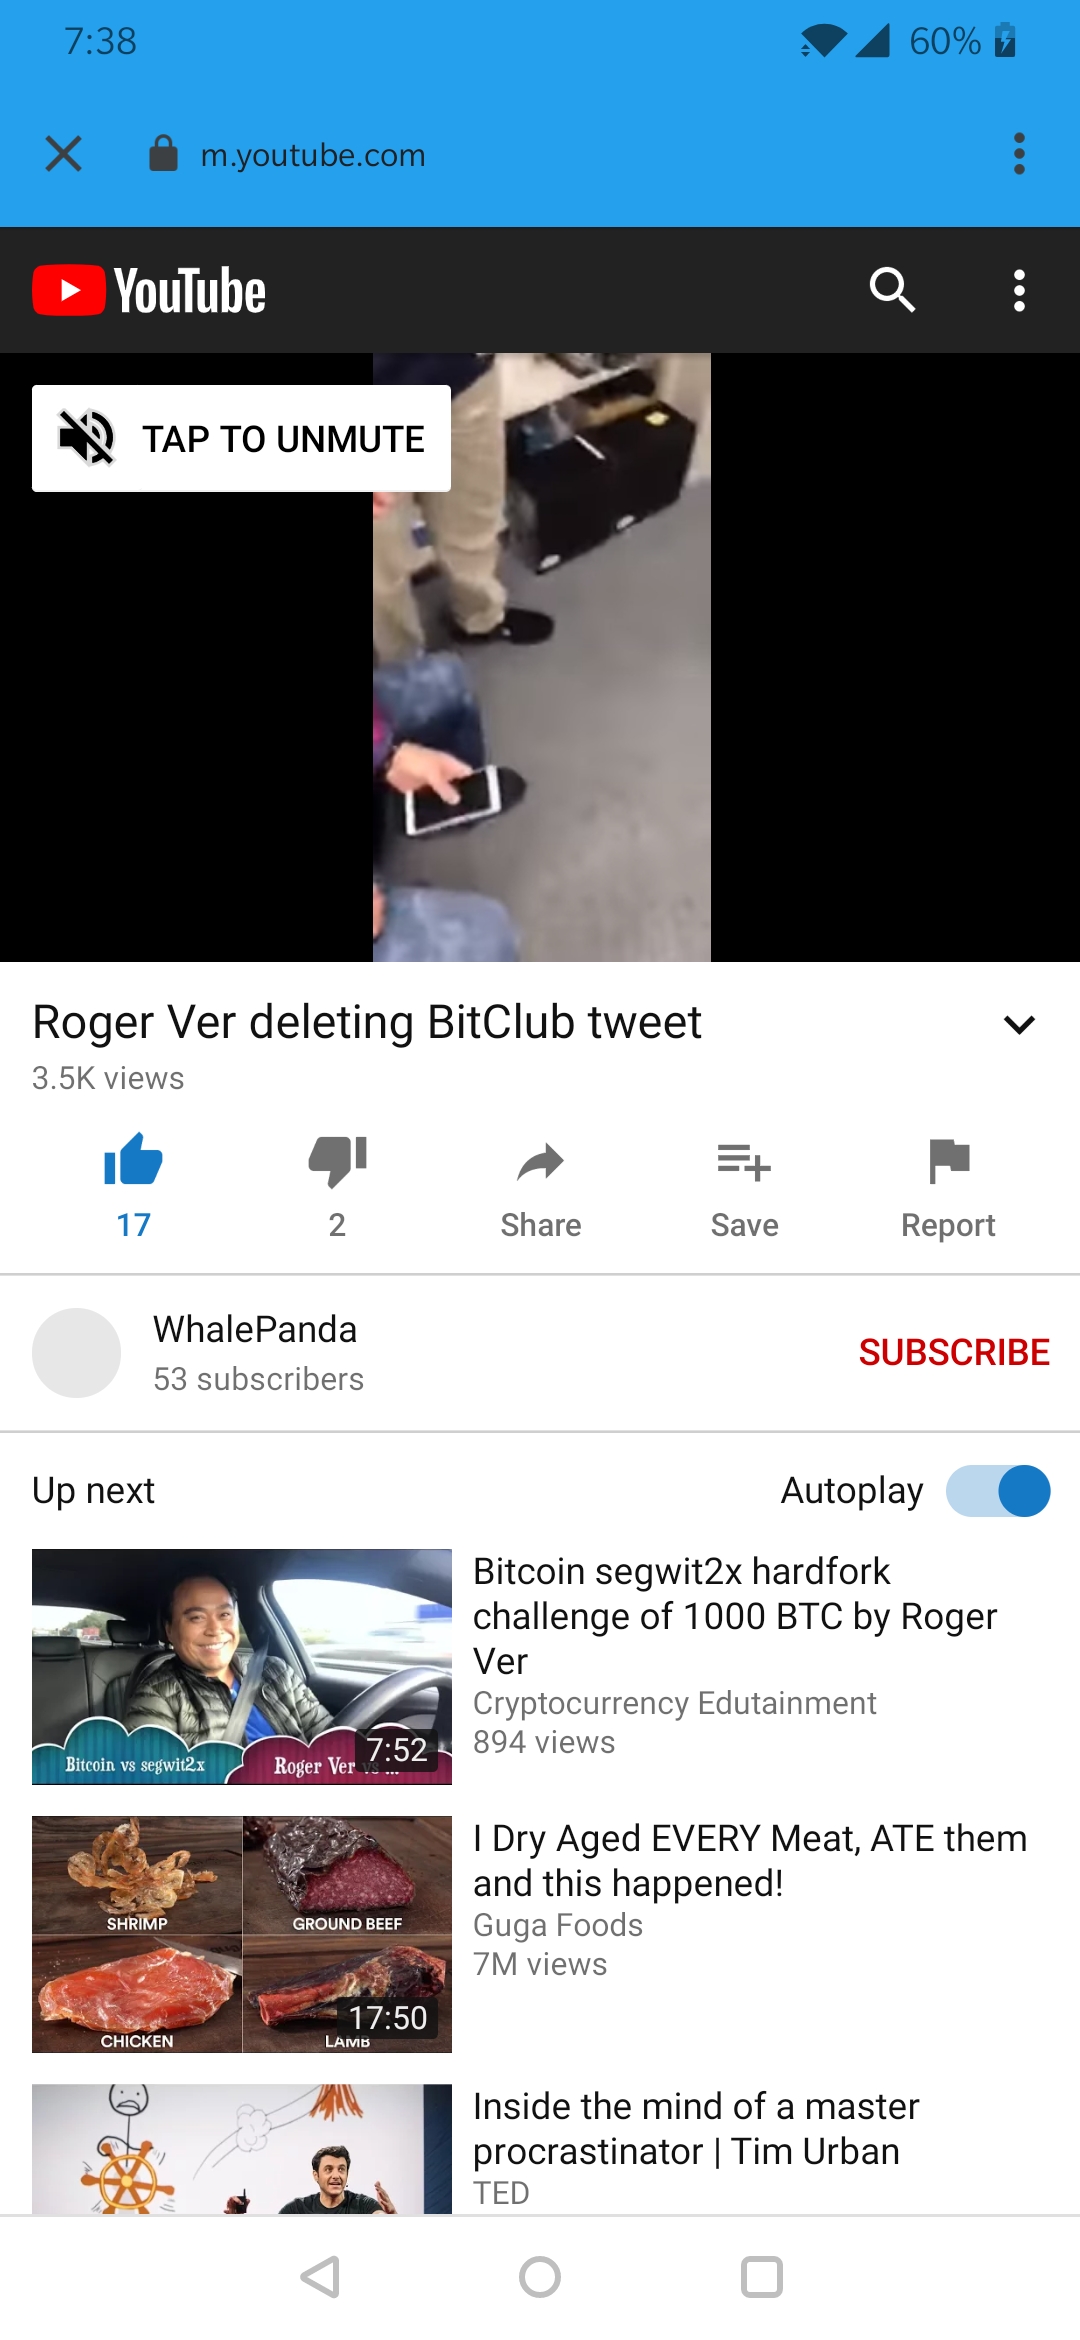 7:38
60%
m.youtube.com
YouTube
TAP TO UNMUTE
Roger Ver deleting BitClub tweet
3.5K views
17
2
Share
Save
Report
WhalePanda
53 subscribers
SUBSCRIBE
Up next
Autoplay
Bitcoin vs segwit2x
Roger Ver vs ...
7:52
Bitcoin segwit2x hardfork
challenge of 1000 BTC by Roger
Ver
Cryptocurrency Edutainment
894 views
SHRIMP
GROUND BEEF
CHICKEN
LAMB
17:50
I Dry Aged EVERY Meat, ATE them
and this happened!
Guga Foods
7M views
Inside the mind of a master
procrastinator | Tim Urban
TED